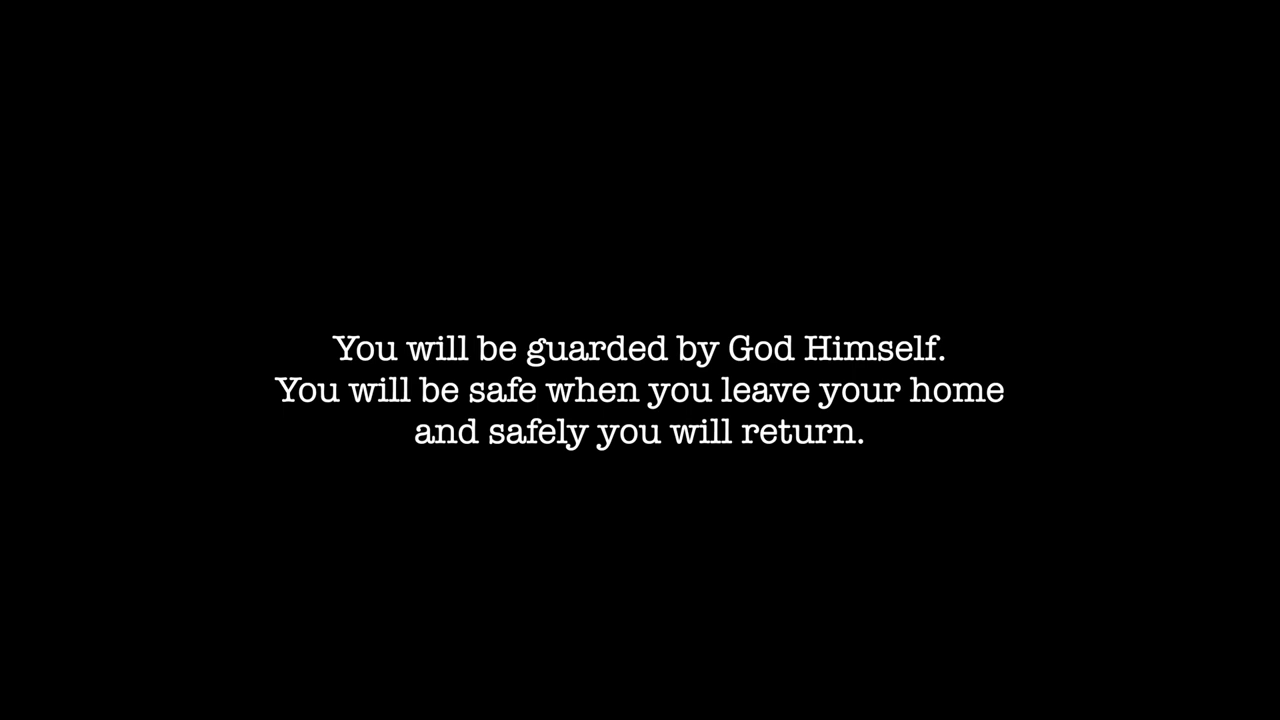 You will be guarded by God Himself.
You will be safe when you leave your home
and safely you will return.